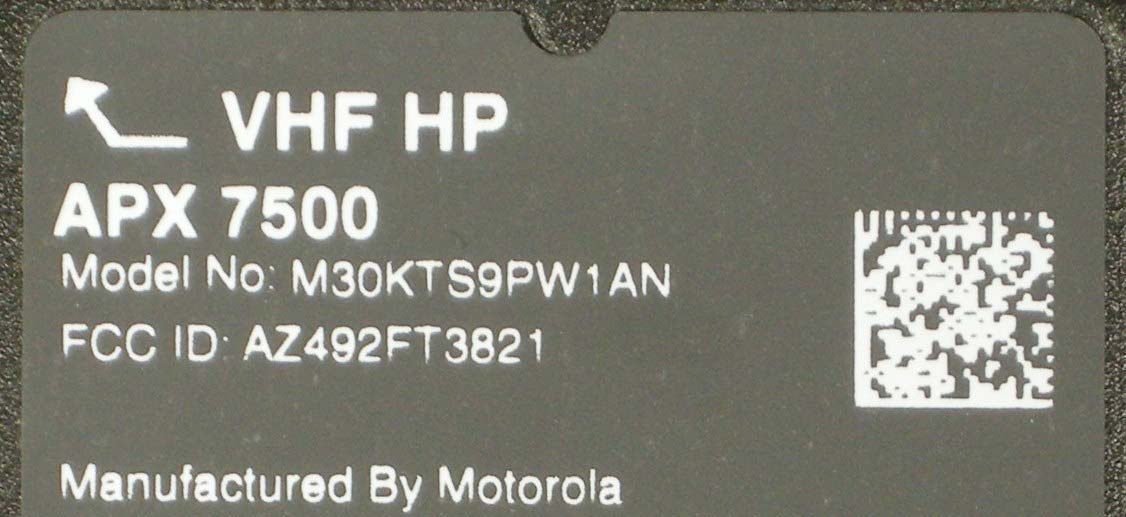 VHF HP
APX 7500
Model No: M30KTS9PW1AN
FCC ID: AZ492FT3821
Manufactured By Motorola